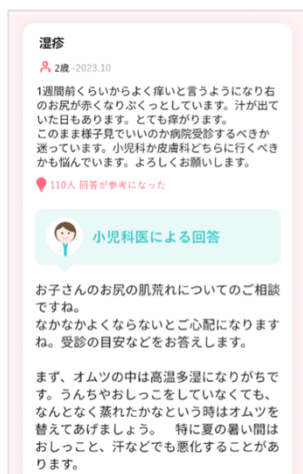 湿疹
2歳 -2023.10
1週間前くらいからよく痒いと言うようになり右
のお尻が赤くなりぷくっとしています。汁が出て
いた日もあります。とても痒がります。
このまま様子見でいいのか病院受診するべきか
迷っています。小児科か皮膚科どちらに行くべき
かも悩んでいます。よろしくお願いします。
110人 回答が参考になった
小児科医による回答
お子さんのお尻の肌荒れについてのご相談
ですね。
なかなかよくならないとご心配になります
ね。受診の目安などをお答えします。
まず、オムツの中は高温多湿になりがちで
す。うんちやおしっこをしていなくても、
なんとなく蒸れたかなという時はオムツを
替えてあげましょう。　特に夏の暑い間は
おしっこと、汗などでも悪化することがあ
ります。